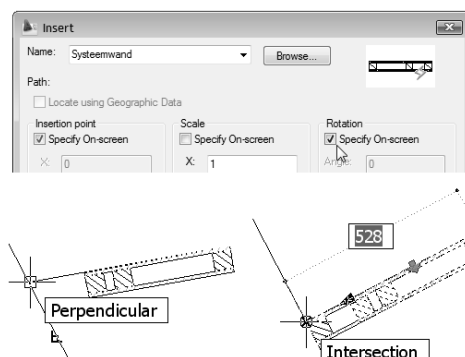 Insert
Name: Systeemwand Browse...
Path:
Locate using Geographic Data
Insertion point Scale Rotation
Specify On-screen Specify On-screen Specify On-screen
X: 0 X: 1 Angle: 0
528
Perpendicular
Intersection